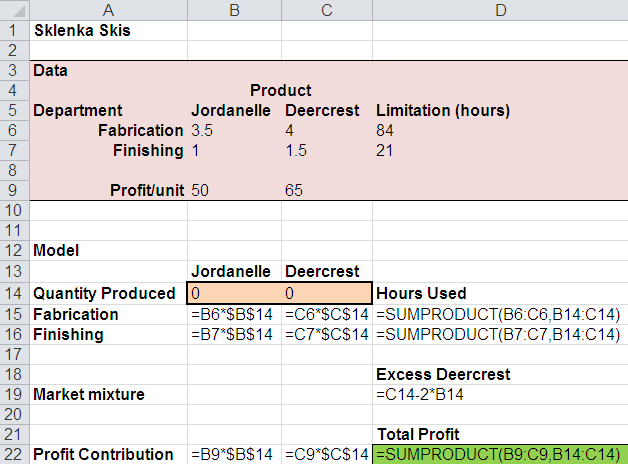 A B C D
1 Sklenka Skis
2
3 Data
4 Product
5 Department Jordanelle Deercrest Limitation (hours)
6 Fabrication 3.5 4 84
7 Finishing 1 1.5 21
8
9 Profit/unit 50 65
10
11
12 Model
13 Jordanelle Deercrest
14 Quantity Produced 0 0 Hours Used
15 Fabrication =B6*$B$14 =C6*$C$14 =SUMPRODUCT(B6:C6,B14:C14)
16 Finishing =B7*$B$14 =C7*$C$14 =SUMPRODUCT(B7:C7,B14:C14)
17
18 Excess Deercrest
19 Market mixture =C14-2*B14
20
21 Total Profit
22 Profit Contribution =B9*$B$14 =C9*$C$14 =SUMPRODUCT(B9:C9,B14:C14)